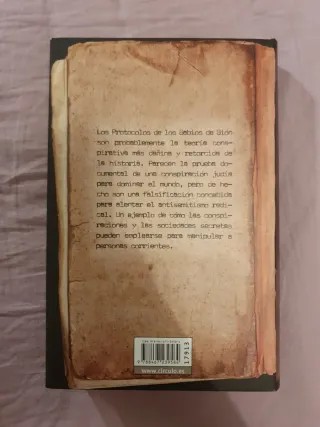 Los Protocolos de los Sabios de Sión
son probablemente la teoría cons-
pirativa más dañina y retorcida de
la historia. Parecen la prueba do-
cumental de una conspiración judía
para dominar el mundo, pero de he-
cho son una falsificación concebida
para alentar el antisemitismo radi-
cal. Un ejemplo de cómo las conspi-
raciones y las sociedades secretas
pueden emplearse para manipular a
personas corrientes.
17913
www.circulo.es